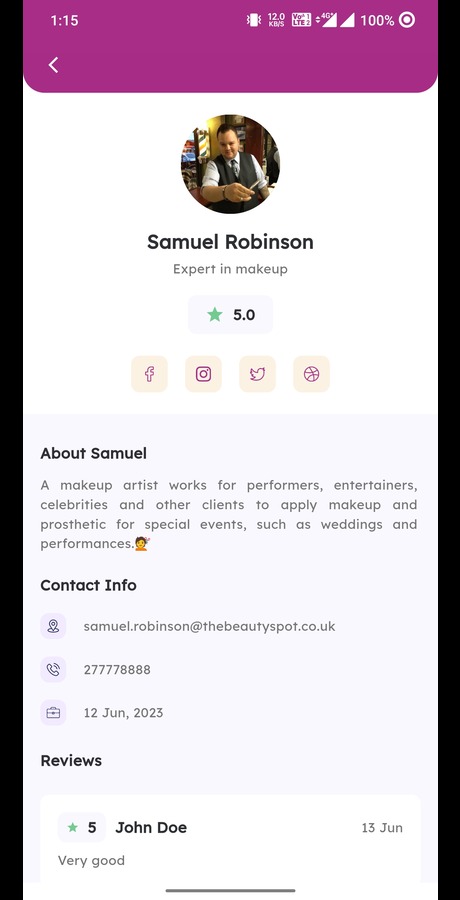 1:15
12.0
KB/S
Vo 1
LTE 2
4G+
100%
Samuel Robinson
Expert in makeup
5.0
About Samuel
A makeup artist works for performers, entertainers,
celebrities and other clients to apply makeup and
prosthetic for special events, such as weddings and
performances.💇
Contact Info
samuel.robinson@thebeautyspot.co.uk
277778888
12 Jun, 2023
Reviews
5 John Doe 13 Jun
Very good